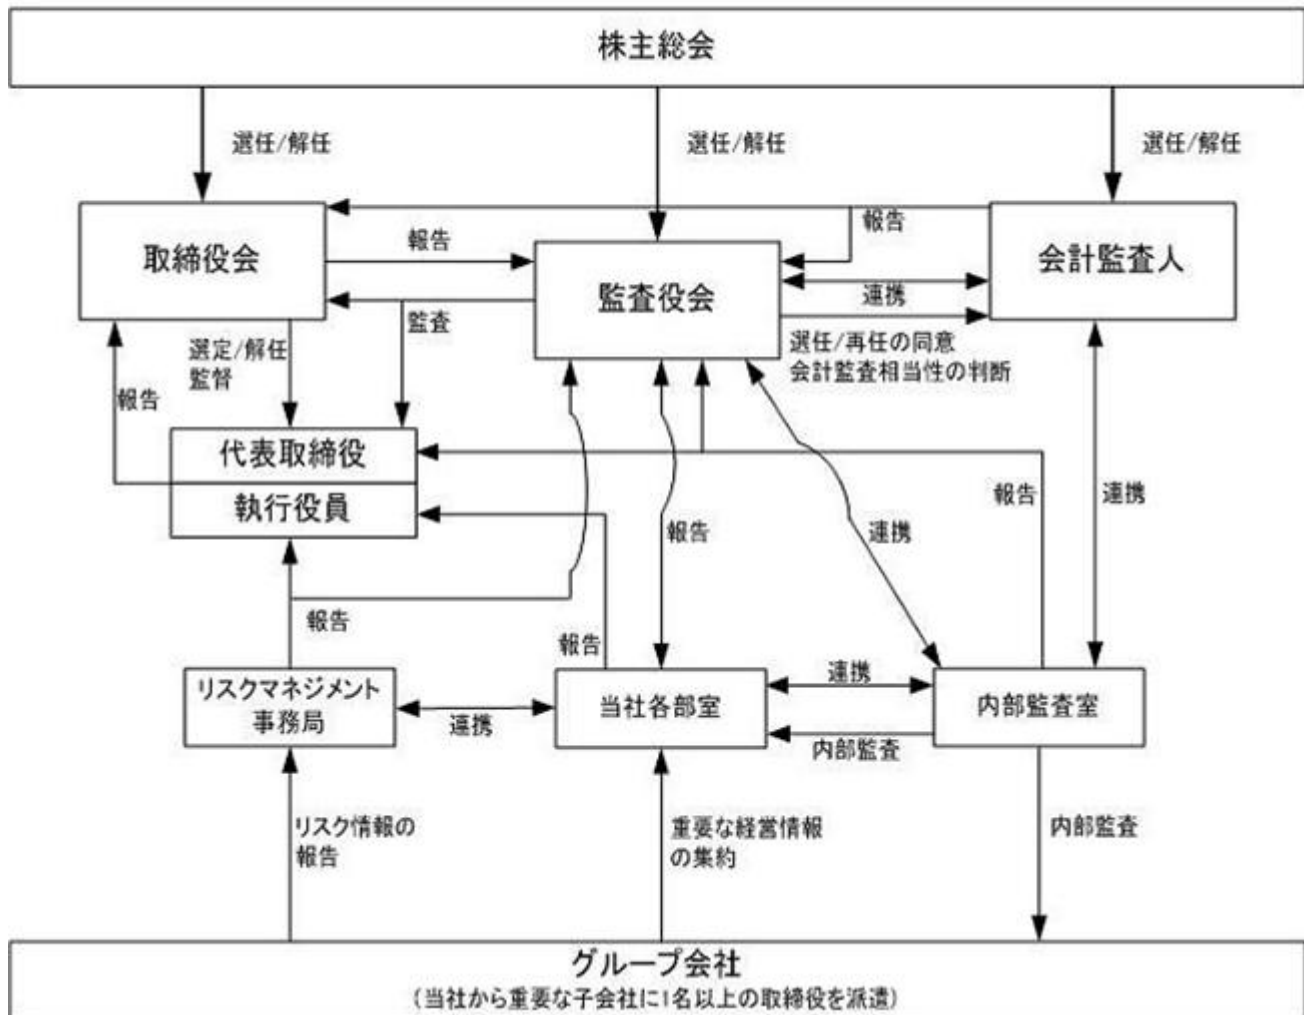 株主総会
選任/解任
選任/解任
選任/解任
取締役会
報告
監査役会
報告
会計監査人
連携
監査
選任/再任の同意
会計監査相当性の判断
選定/解任
監督
報告
代表取締役
執行役員
報告
連携
報告
連携
報告
報告
リスクマネジメント
事務局
連携
当社各部室
連携
内部監査
内部監査室
リスク情報の
報告
重要な経営情報
の集約
内部監査
グループ会社
(当社から重要な子会社に1名以上の取締役を派遣)